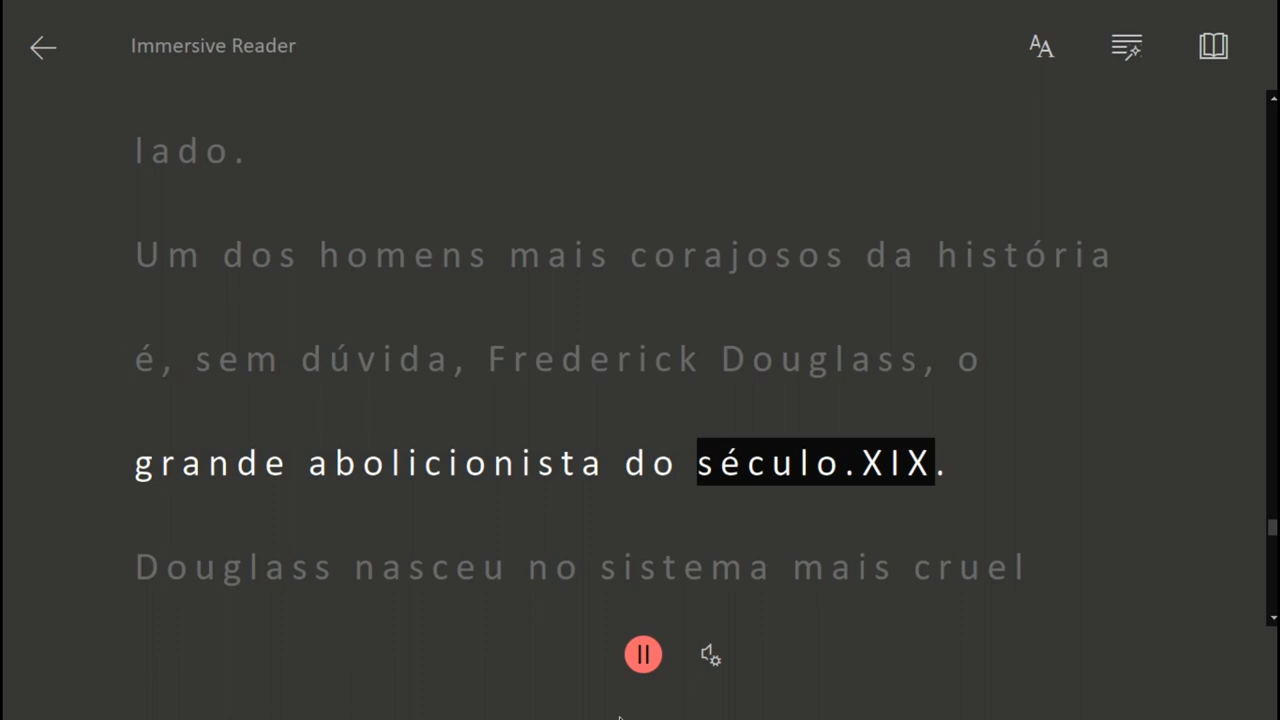 Immersive Reader
lado.
Um dos homens mais corajosos da história
é, sem dúvida, Frederick Douglass, o
grande abolicionista do século.XIX.
Douglass nasceu no sistema mais cruel